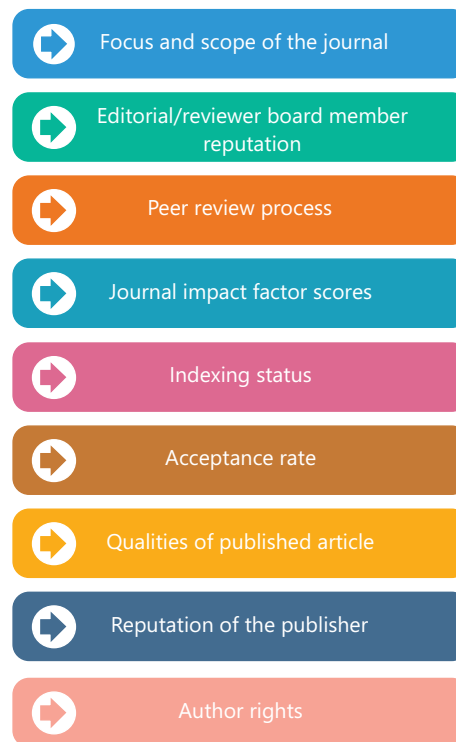 Focus and scope of the journal
Editorial/reviewer board member
reputation
Peer review process
Journal impact factor scores
Indexing status
Acceptance rate
Qualities of published article
Reputation of the publisher
Author rights